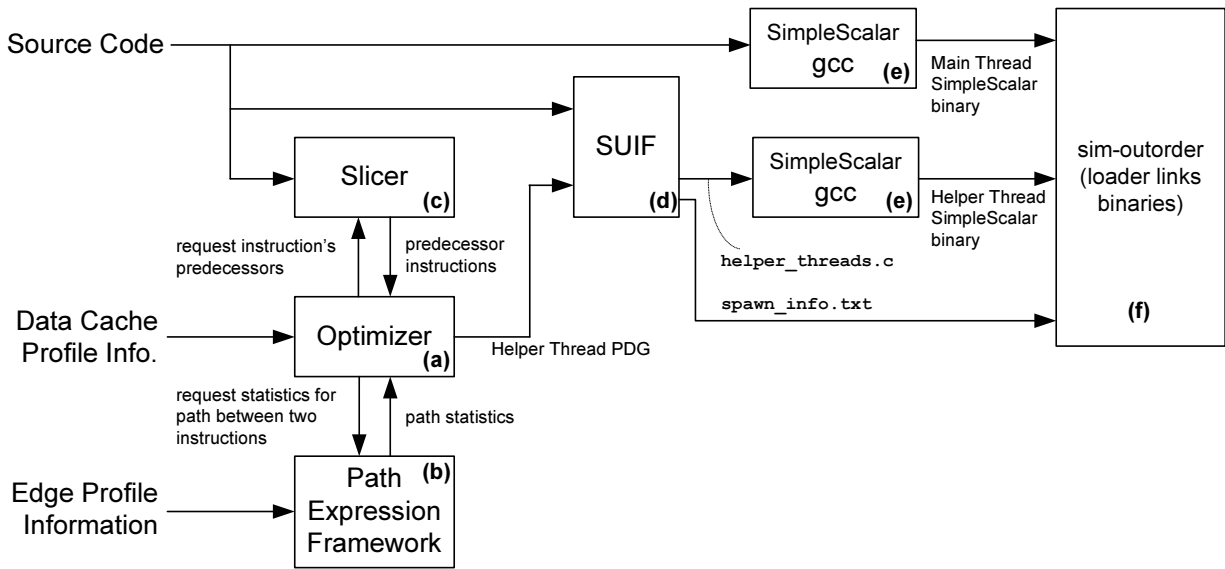 Source Code
SimpleScalar
gcc
(e)
Main Thread
SimpleScalar
binary
SUIF
(d)
SimpleScalar
gcc
(e)
Helper Thread
SimpleScalar
binary
sim-outorder
(loader links
binaries)
(f)
Slicer
(c)
request instruction's
predecessors
predecessor
instructions
helper_threads.c
spawn_info.txt
Data Cache
Profile Info.
Optimizer
(a)
Helper Thread PDG
request statistics for
path between two
instructions
path statistics
Edge Profile
Information
(b)
Path
Expression
Framework